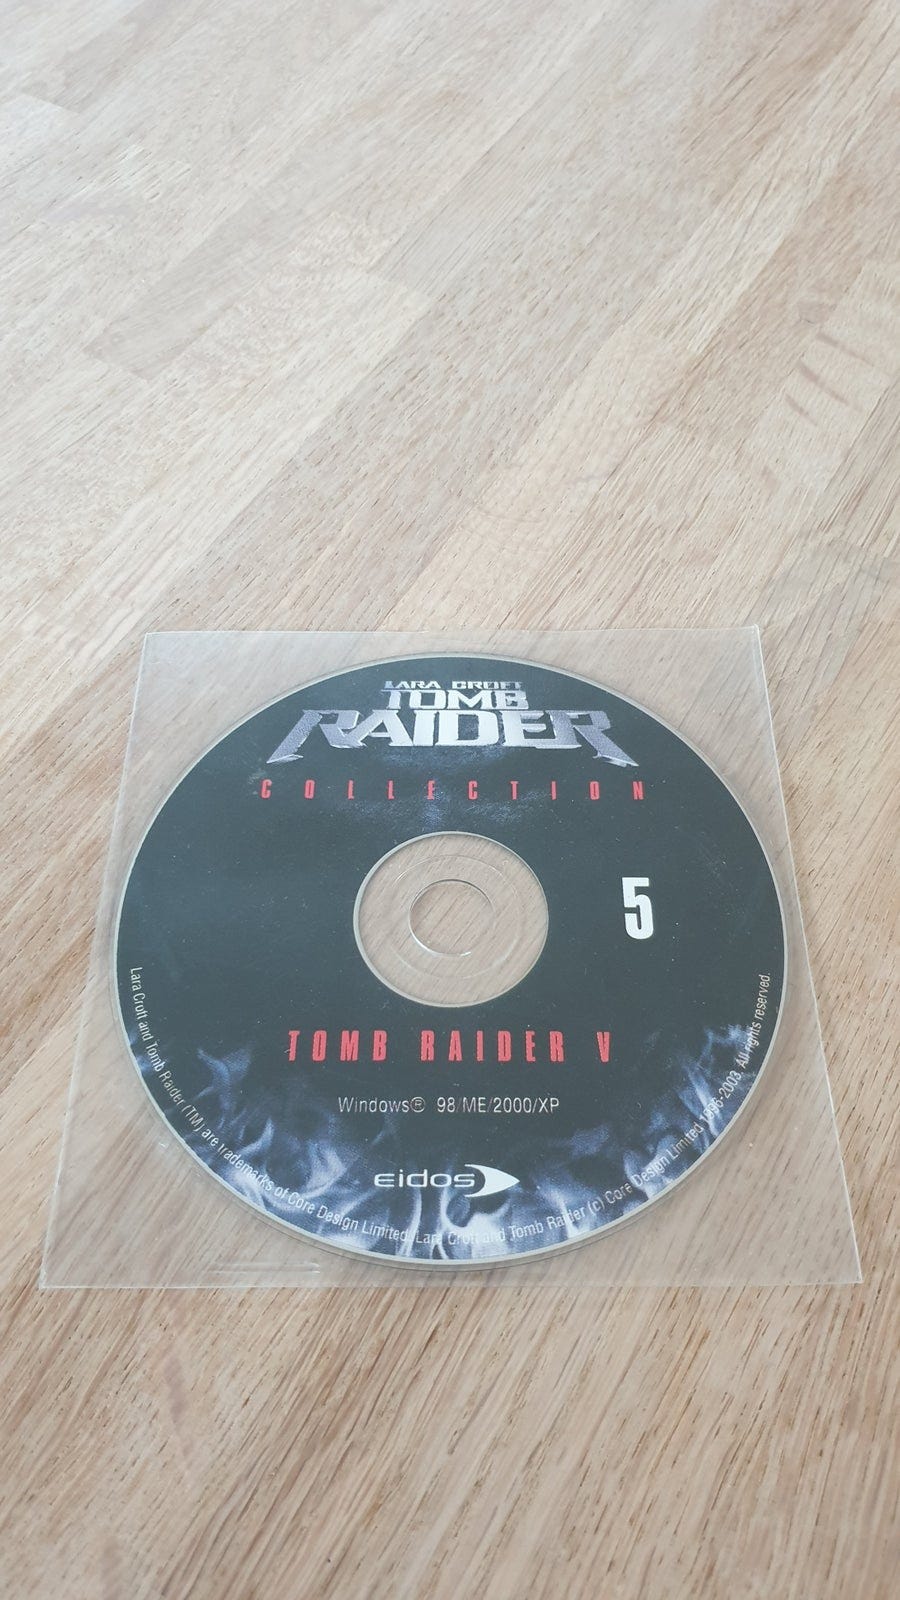 LARA CROFT
TOMB
RAIDER
COLLECTION
5
TOMB RAIDER V
Windows® 98/ME/2000/XP
eidos
Lara Croft and Tomb Raider (TM) are trademarks of Core Design Limited. Lara Croft and Tomb Raider (c) Core Design Limited 1996-2003. All rights reserved.